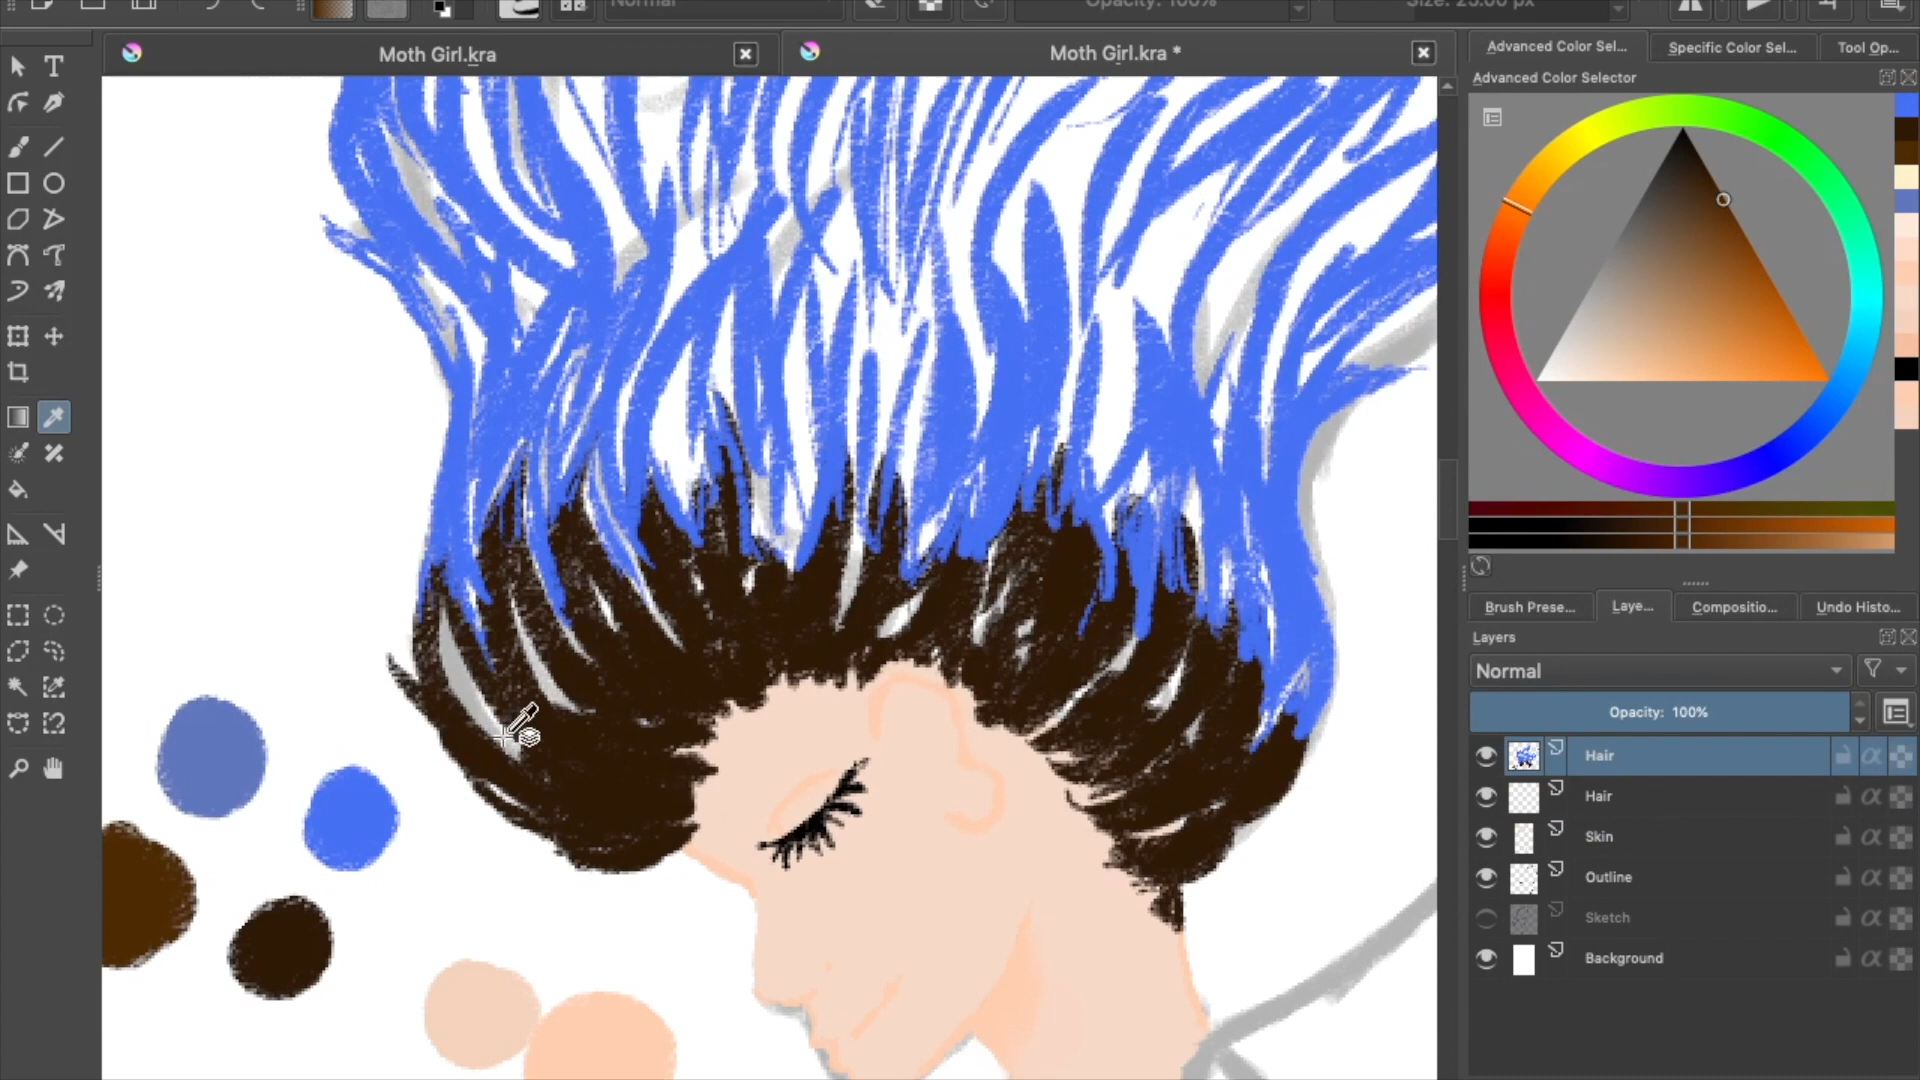 Normal
Opacity: 100%
Size: 25.00 px
Moth Girl.kra
Moth Girl.kra *
Advanced Color Sel...
Specific Color Sel...
Tool Op...
Advanced Color Selector
Brush Prese...
Laye...
Compositio...
Undo Histo...
Layers
Normal
Opacity: 100%
Hair
Hair
Skin
Outline
Sketch
Background